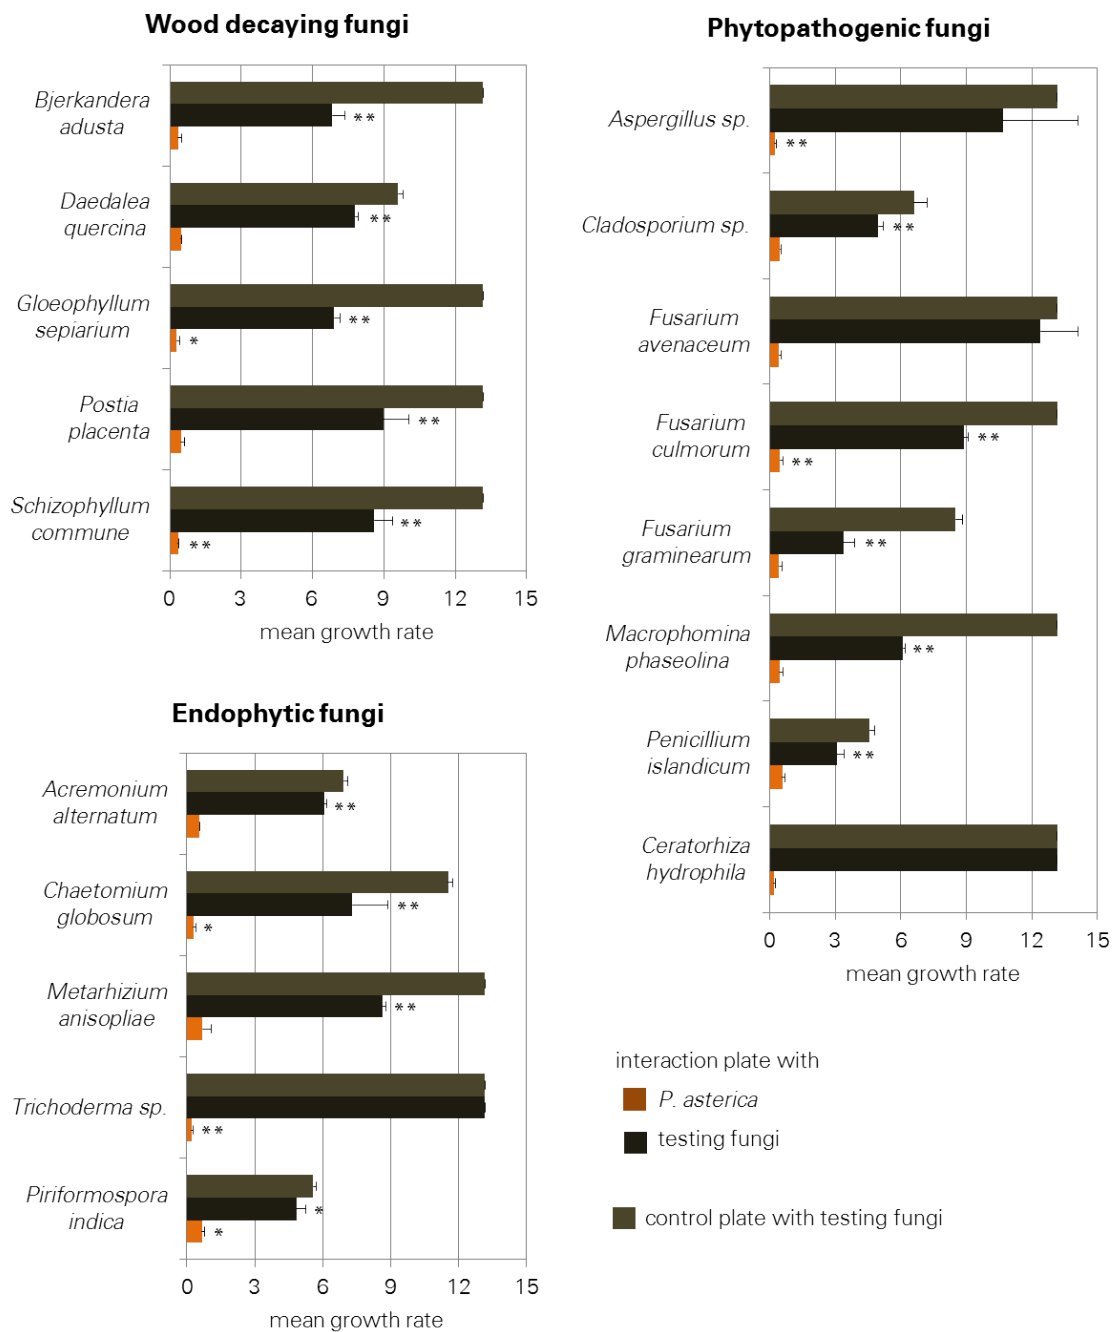 Wood decaying fungi
Bjerkandera
adusta
**
Daedalea
quercina
**
Gloeophyllum
sepiarium
**
*
Postia
placenta
**
Schizophyllum
commune
**
**
0 3 6 9 12 15
mean growth rate
Endophytic fungi
Acremonium
alternatum
**
Chaetomium
globosum
**
*
Metarhizium
anisopliae
**
Trichoderma sp.
**
Piriformospora
indica
*
*
0 3 6 9 12 15
mean growth rate
Phytopathogenic fungi
Aspergillus sp.
**
Cladosporium sp.
**
Fusarium
avenaceum
Fusarium
culmorum
**
**
Fusarium
graminearum
**
Macrophomina
phaseolina
**
Penicillium
islandicum
**
Ceratorhiza
hydrophila
0 3 6 9 12 15
mean growth rate
interaction plate with
P. asterica
testing fungi
control plate with testing fungi